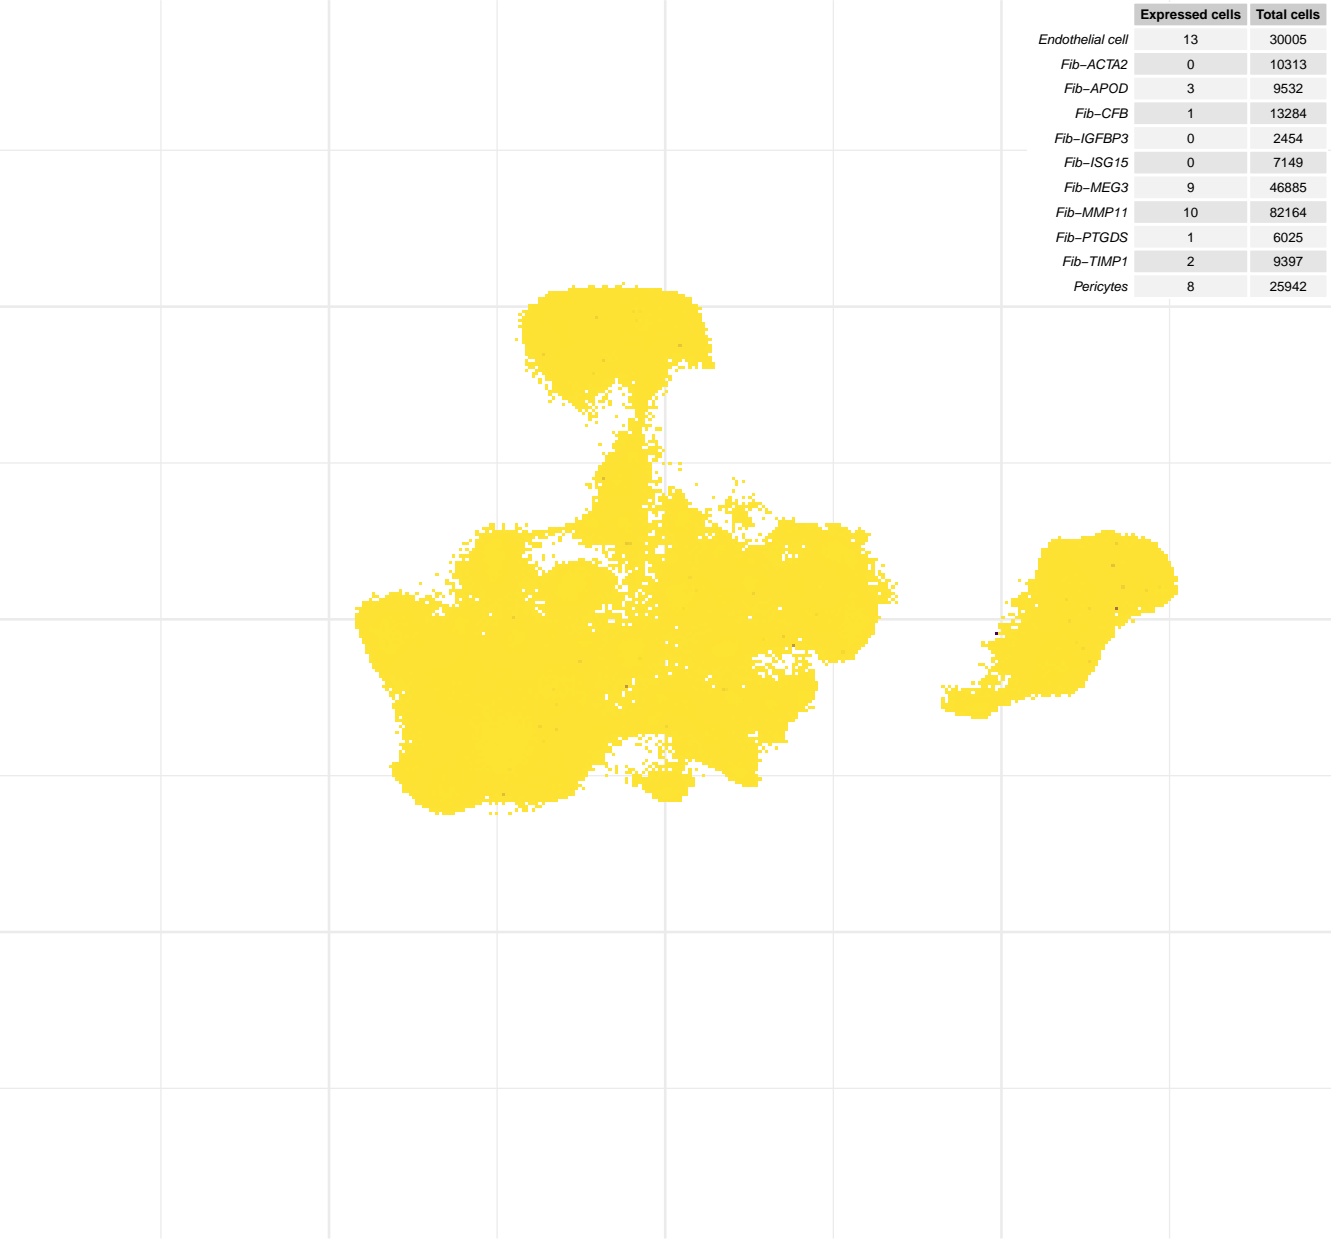 Expressed cells Total cells
Endothelial cell 13 30005
Fib−ACTA2 0 10313
Fib−APOD 3 9532
Fib−CFB 1 13284
Fib−IGFBP3 0 2454
Fib−ISG15 0 7149
Fib−MEG3 9 46885
Fib−MMP11 10 82164
Fib−PTGDS 1 6025
Fib−TIMP1 2 9397
Pericytes 8 25942